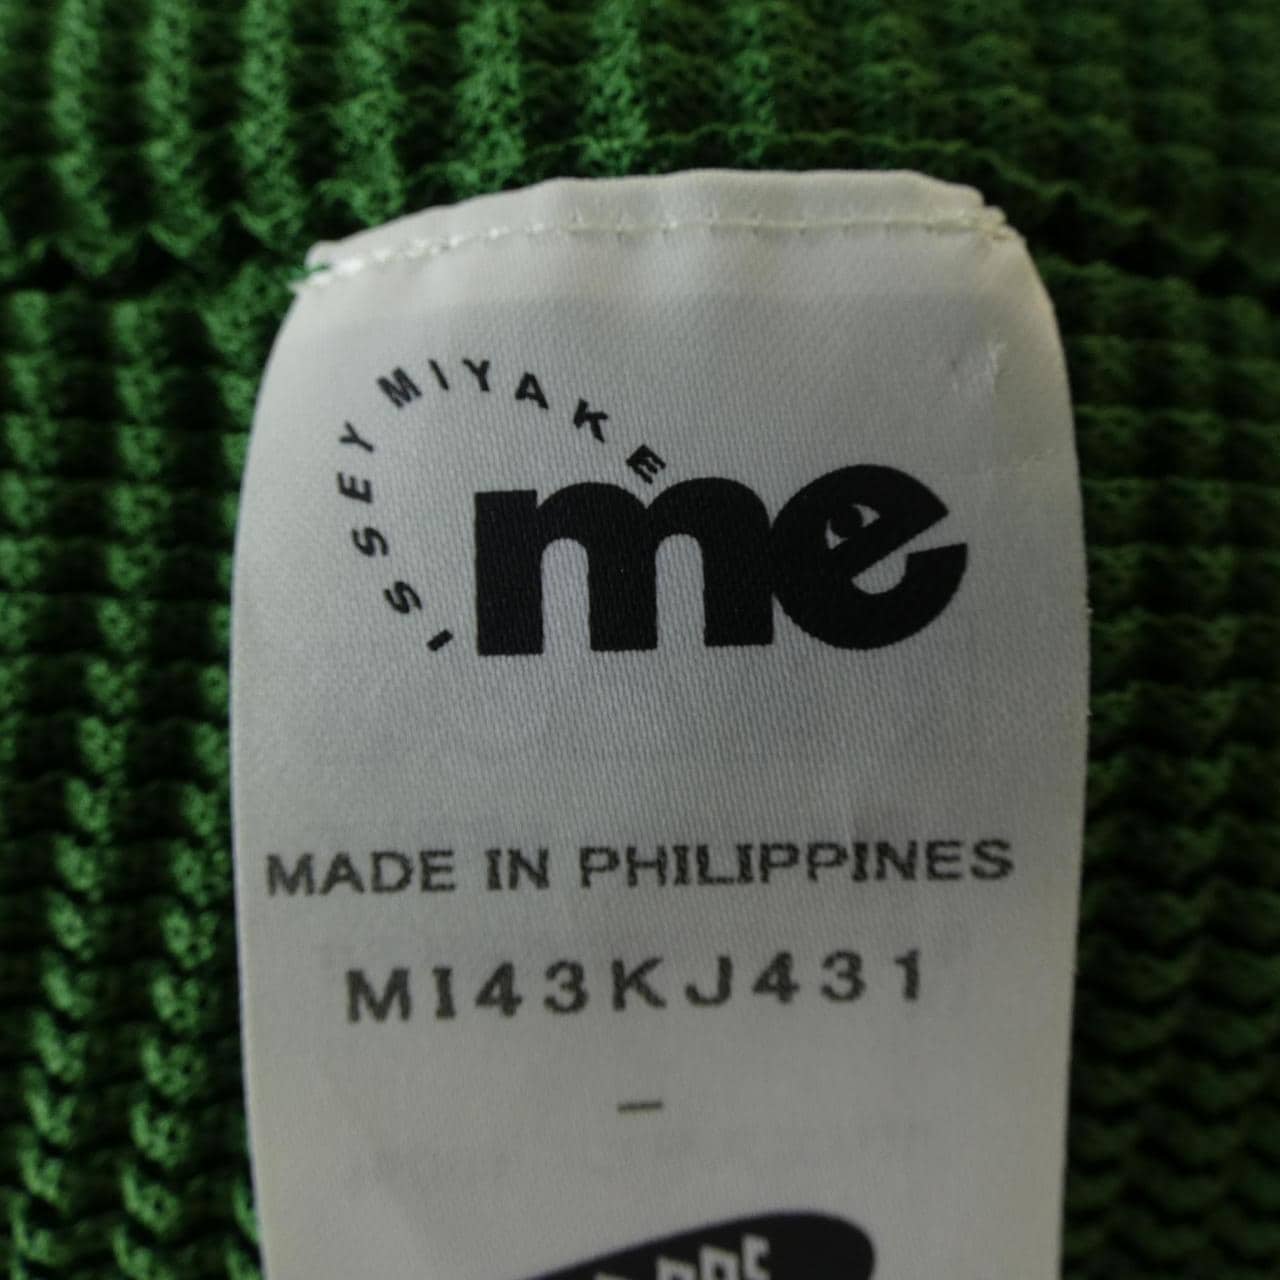 ISSEY MIYAKE
me
MADE IN PHILIPPINES
MI43KJ431
–